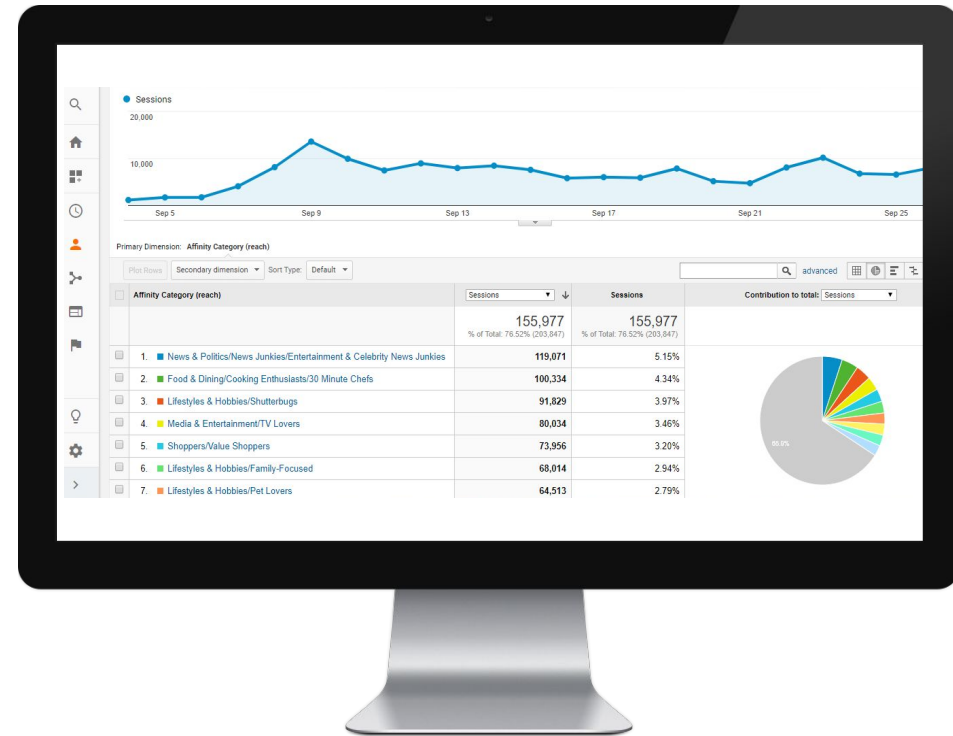 Sessions
20,000
10,000
Sep 5 Sep 9 Sep 13 Sep 17 Sep 21 Sep 25
Primary Dimension: Affinity Category (reach)
Plot Rows Secondary dimension Sort Type: Default advanced
Affinity Category (reach) Sessions Sessions Contribution to total: Sessions
155,977 155,977
% of Total: 76.52% (203,847) % of Total: 76.52% (203,847)
1. News & Politics/News Junkies/Entertainment & Celebrity News Junkies 119,071 5.15%
2. Food & Dining/Cooking Enthusiasts/30 Minute Chefs 100,334 4.34%
3. Lifestyles & Hobbies/Shutterbugs 91,829 3.97%
4. Media & Entertainment/TV Lovers 80,034 3.46%
5. Shoppers/Value Shoppers 73,956 3.20%
6. Lifestyles & Hobbies/Family-Focused 68,014 2.94%
7. Lifestyles & Hobbies/Pet Lovers 64,513 2.79%